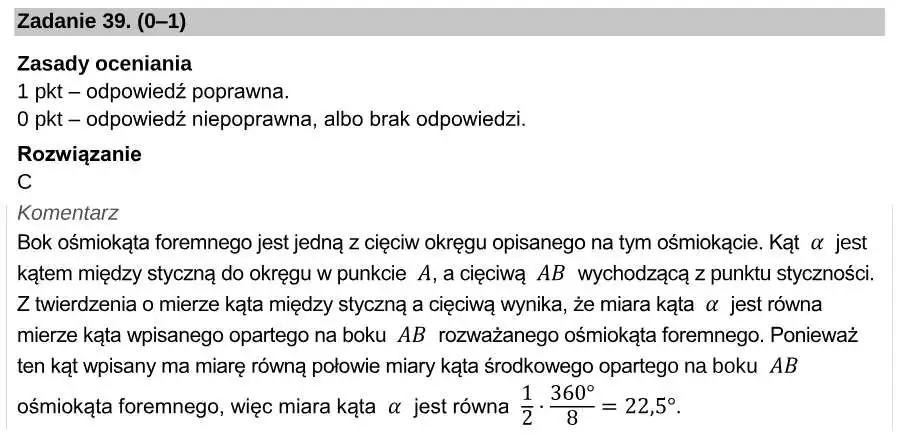 Zadanie 39. (0–1)
Zasady oceniania
1 pkt – odpowiedź poprawna.
0 pkt – odpowiedź niepoprawna, albo brak odpowiedzi.
Rozwiązanie
C
Komentarz
Bok ośmiokąta foremnego jest jedną z cięciw okręgu opisanego na tym ośmiokącie. Kąt α jest
kątem między styczną do okręgu w punkcie A, a cięciwą AB wychodzącą z punktu styczności.
Z twierdzenia o mierze kąta między styczną a cięciwą wynika, że miara kąta α jest równa
mierze kąta wpisanego opartego na boku AB rozważanego ośmiokąta foremnego. Ponieważ
ten kąt wpisany ma miarę równą połowie miary kąta środkowego opartego na boku AB
ośmiokąta foremnego, więc miara kąta α jest równa 1/2 · 360°/8 = 22,5°.